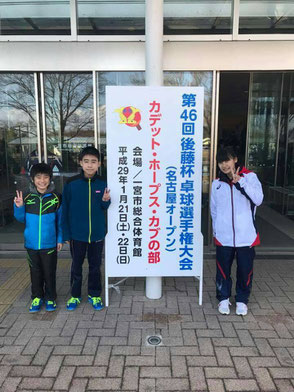 第46回後藤杯卓球選手権大会
(名古屋オープン)
カデット・ホープス・カブの部
会場／一宮市総合体育館
平成29年1月21日(土)・22日(日)